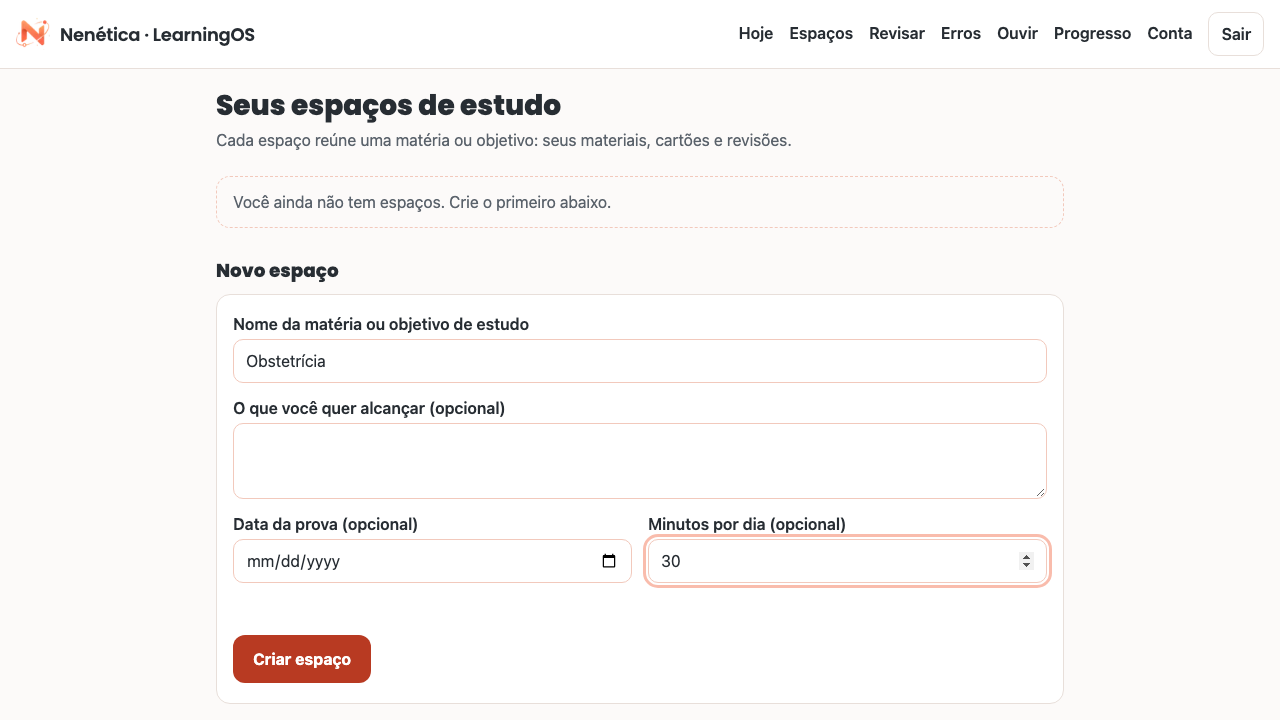 Nenética · LearningOS
Hoje Espaços Revisar Erros Ouvir Progresso Conta Sair
Seus espaços de estudo
Cada espaço reúne uma matéria ou objetivo: seus materiais, cartões e revisões.
Você ainda não tem espaços. Crie o primeiro abaixo.
Novo espaço
Nome da matéria ou objetivo de estudo
Obstetrícia
O que você quer alcançar (opcional)
Data da prova (opcional) Minutos por dia (opcional)
mm/dd/yyyy 30
Criar espaço